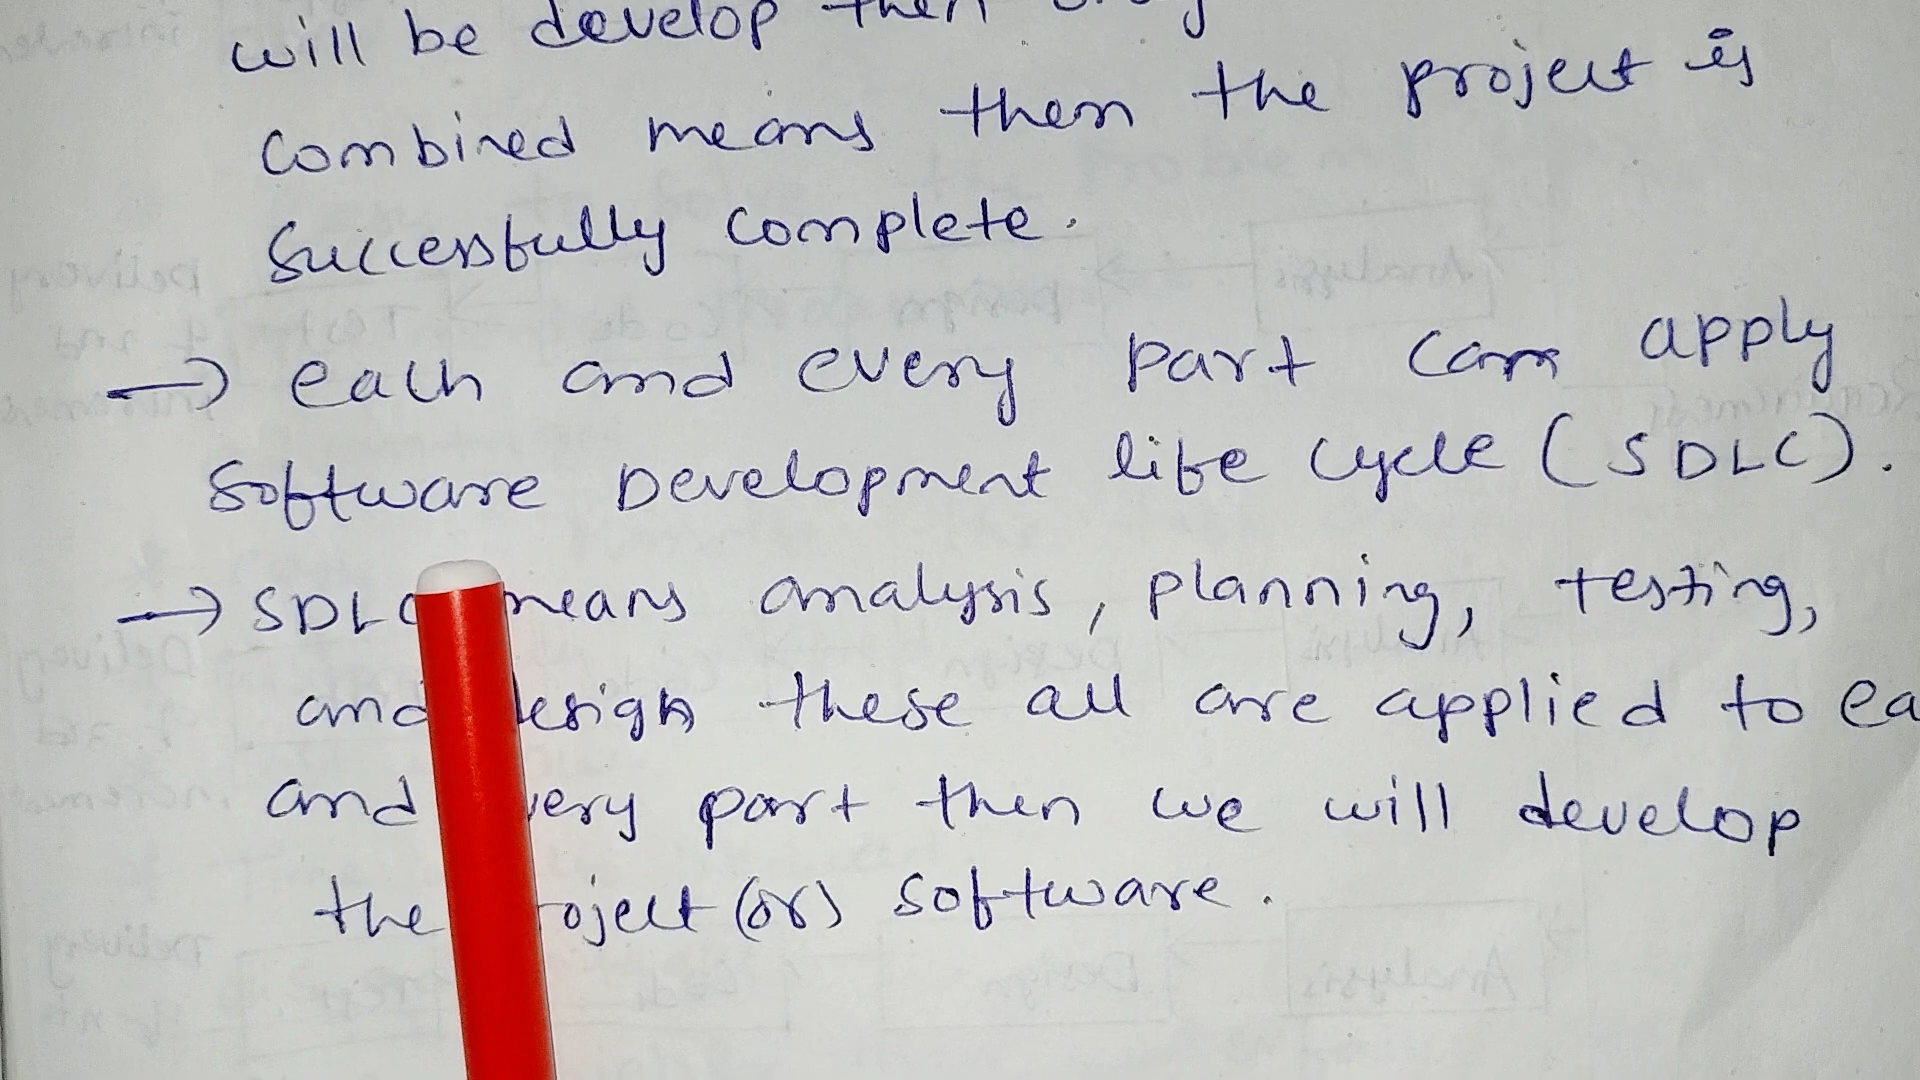 will be develop then
combined means then the project is
successfully complete.
→ each and every part can apply
software Development life cycle (SDLC).
→ SDLC means analysis, planning, testing,
and design these all are applied to ea
and very part then we will develop
the roject (or) software.